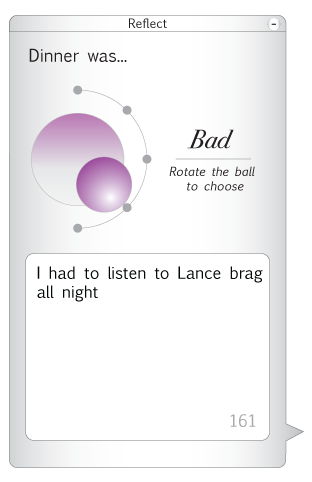 Reflect
-
Dinner was...
Bad
Rotate the ball
to choose
I had to listen to Lance brag
all night
161